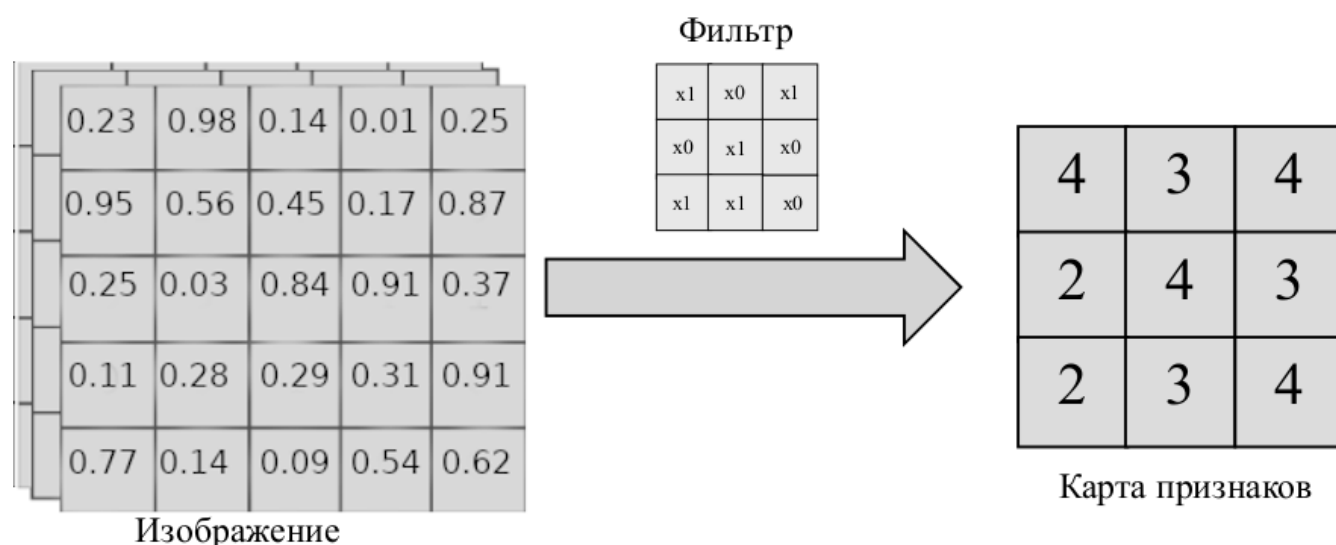 Фильтр
x1 x0 x1
x0 x1 x0
x1 x1 x0
0.23 0.98 0.14 0.01 0.25
0.95 0.56 0.45 0.17 0.87
0.25 0.03 0.84 0.91 0.37
0.11 0.28 0.29 0.31 0.91
0.77 0.14 0.09 0.54 0.62
Изображение
4 3 4
2 4 3
2 3 4
Карта признаков